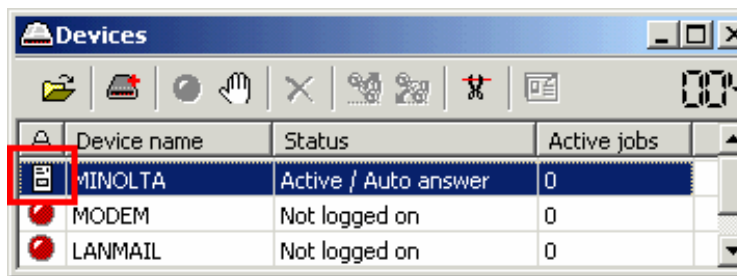 Devices
004
Device name Status Active jobs
MINOLTA Active / Auto answer 0
MODEM Not logged on 0
LANMAIL Not logged on 0